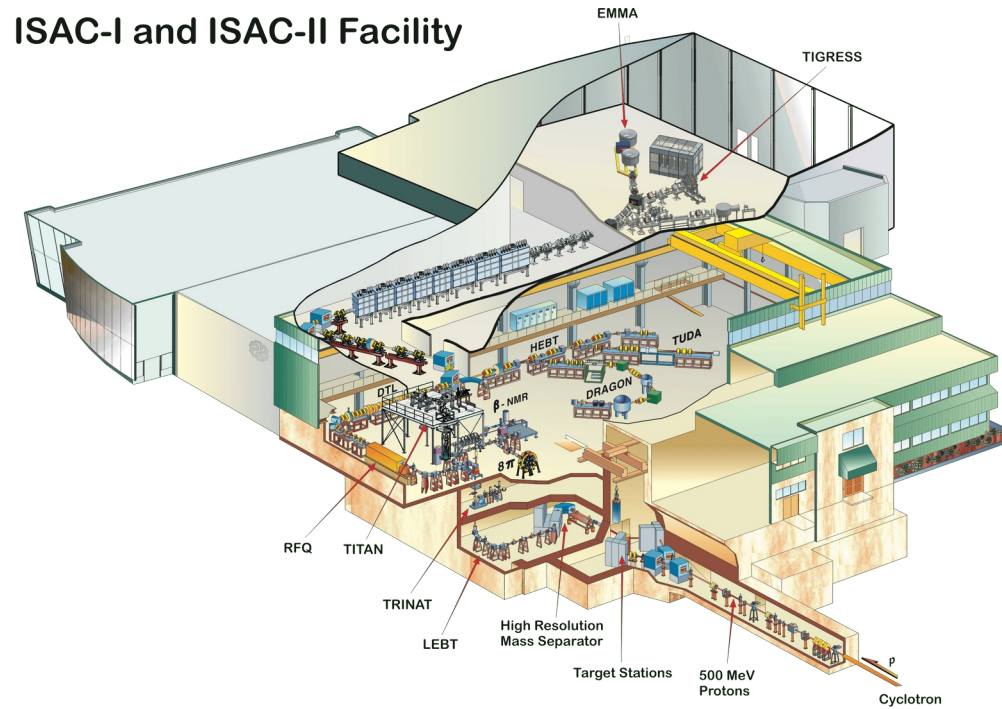 ISAC-I and ISAC-II Facility
EMMA
TIGRESS
HEBT
TUDA
DTL
DRAGON
β-NMR
8π
RFQ
TITAN
TRINAT
LEBT
High Resolution
Mass Separator
Target Stations
500 MeV
Protons
p
Cyclotron